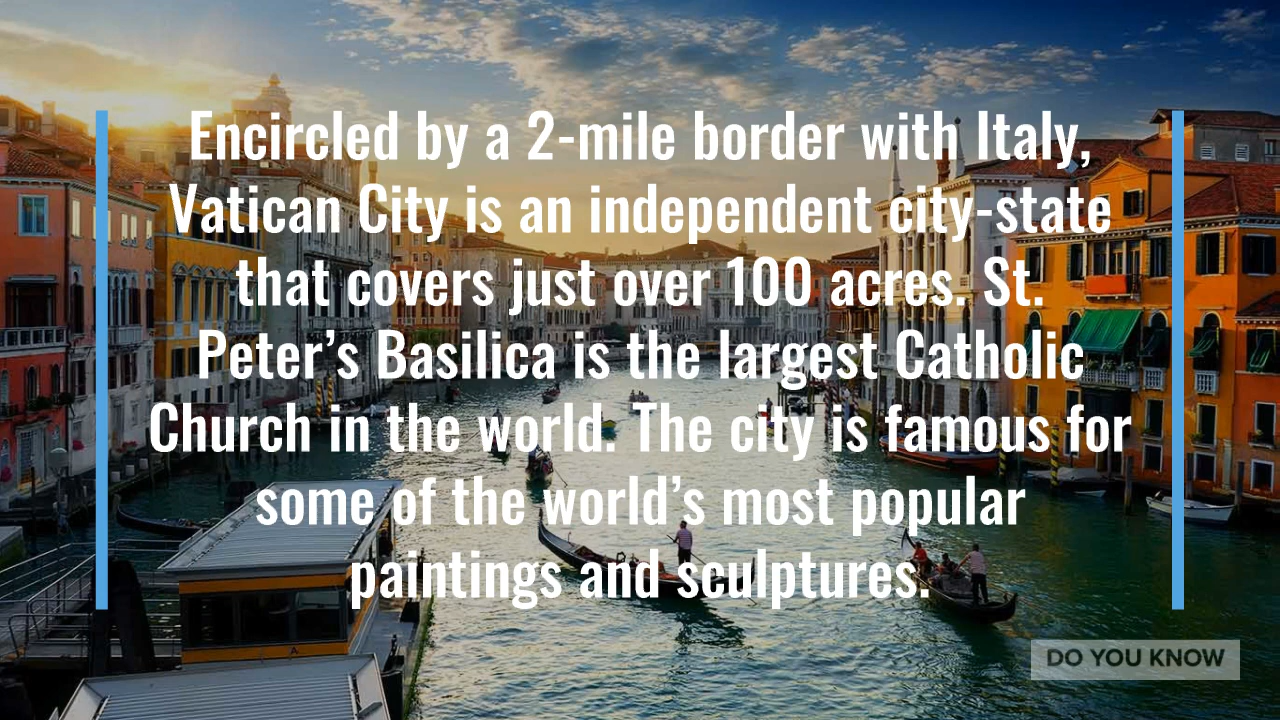 Encircled by a 2-mile border with Italy,
Vatican City is an independent city-state
that covers just over 100 acres. St.
Peter’s Basilica is the largest Catholic
Church in the world. The city is famous for
some of the world’s most popular
paintings and sculptures.
DO YOU KNOW